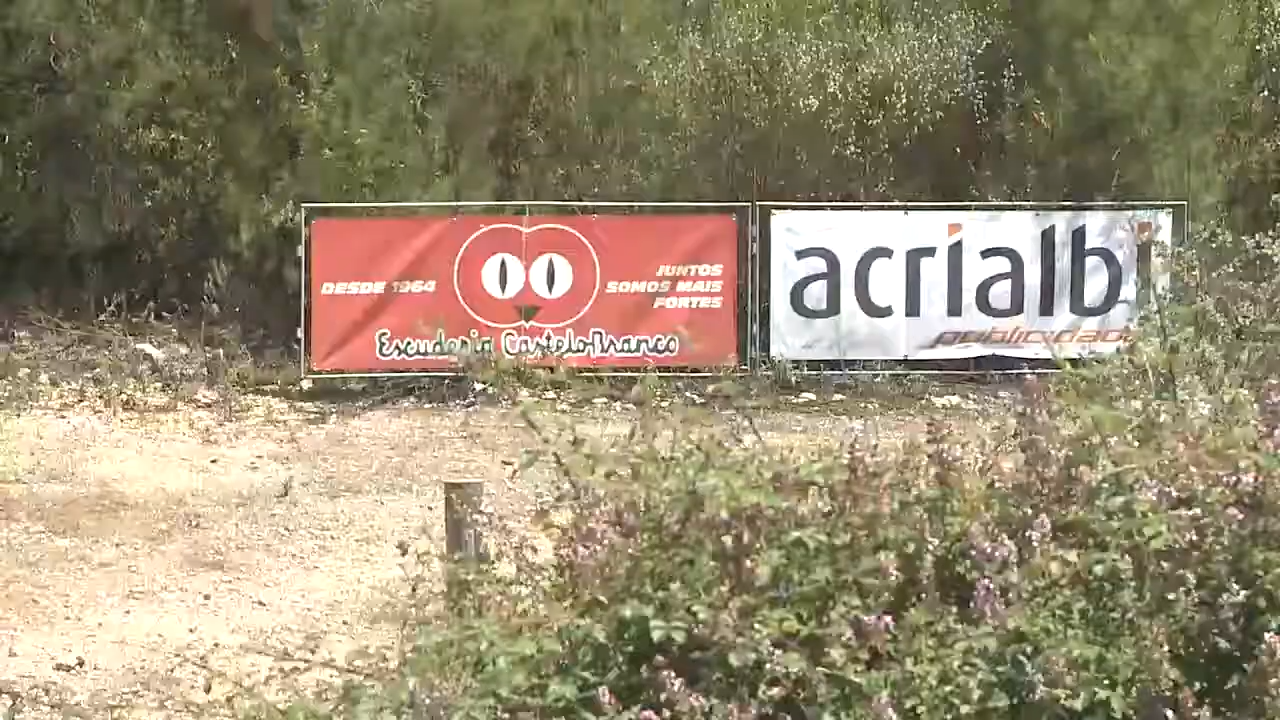 DESDE 1964
JUNTOS
SOMOS MAIS
FORTES
Escuderia Castelo Branco
acrialbi
publicidade